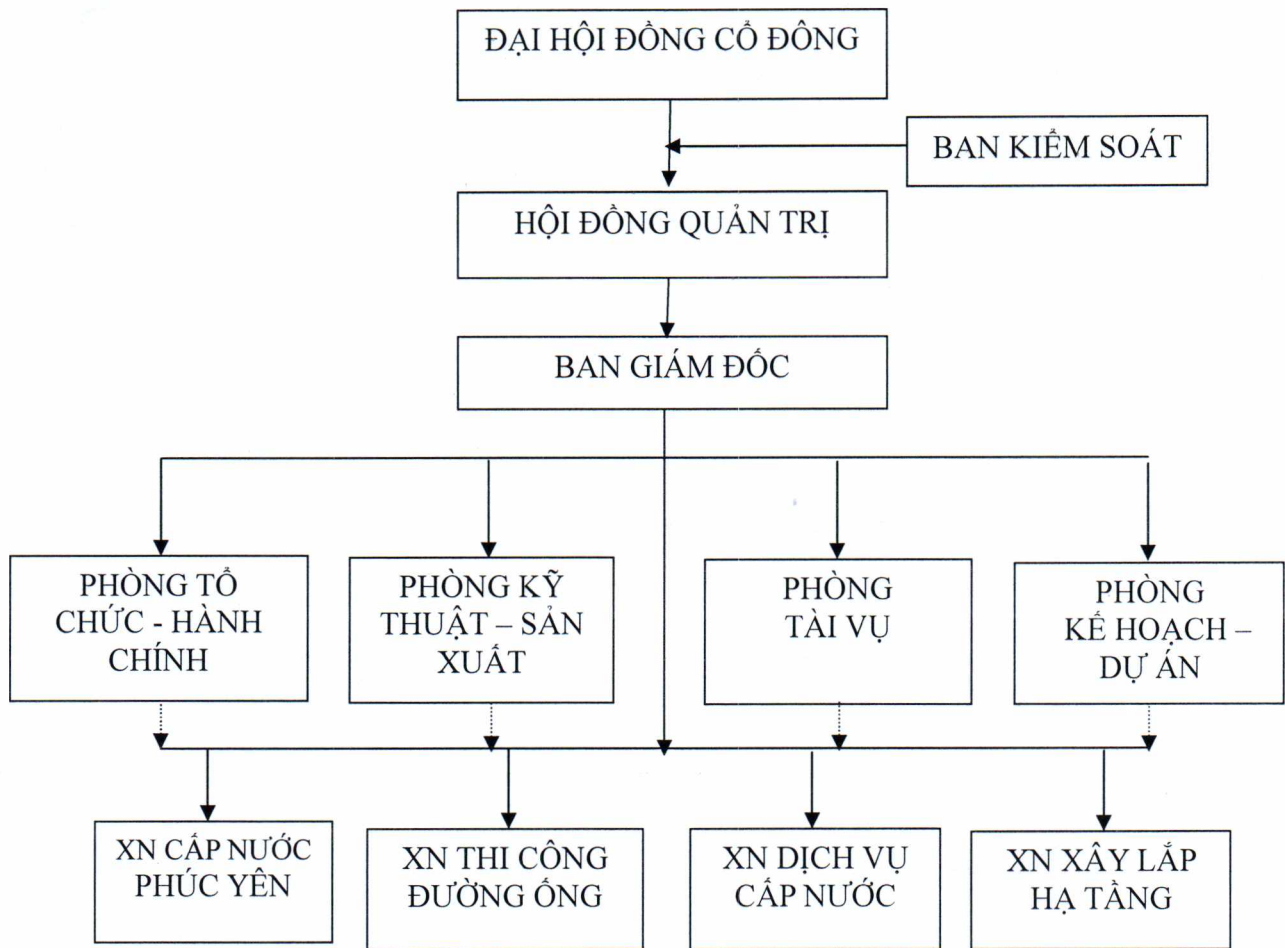 ĐẠI HỘI ĐỒNG CỔ ĐÔNG
BAN KIỂM SOÁT
HỘI ĐỒNG QUẢN TRỊ
BAN GIÁM ĐỐC
PHÒNG TỔ
CHỨC - HÀNH
CHÍNH
PHÒNG KỸ
THUẬT – SẢN
XUẤT
PHÒNG
TÀI VỤ
PHÒNG
KẾ HOẠCH –
DỰ ÁN
XN CẤP NƯỚC
PHÚC YÊN
XN THI CÔNG
ĐƯỜNG ỐNG
XN DỊCH VỤ
CẤP NƯỚC
XN XÂY LẮP
HẠ TẦNG